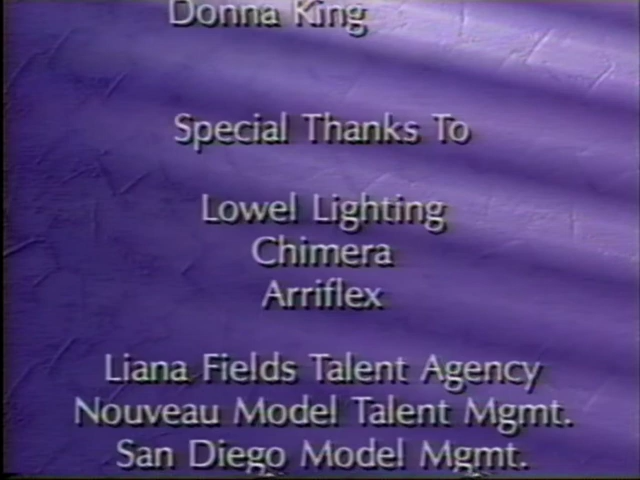 Donna King
Special Thanks To
Lowel Lighting
Chimera
Arriflex
Liana Fields Talent Agency
Nouveau Model Talent Mgmt.
San Diego Model Mgmt.